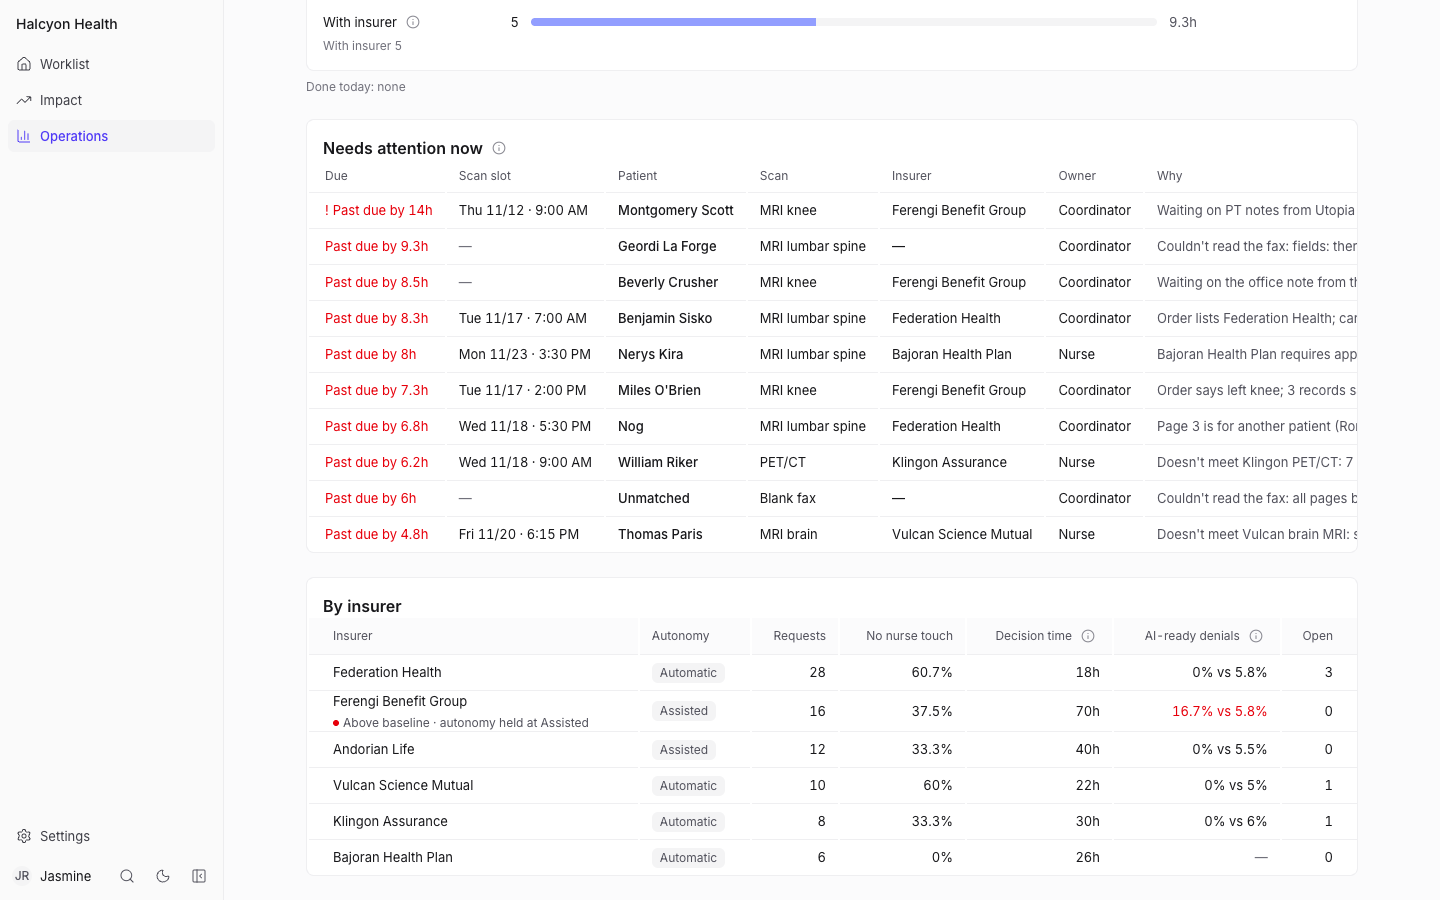 Halcyon Health
Worklist
Impact
Operations
Settings
JR Jasmine
With insurer 5 9.3h
With insurer 5
Done today: none
Needs attention now
Due Scan slot Patient Scan Insurer Owner Why
! Past due by 14h Thu 11/12 · 9:00 AM Montgomery Scott MRI knee Ferengi Benefit Group Coordinator Waiting on PT notes from Utopia
Past due by 9.3h — Geordi La Forge MRI lumbar spine — Coordinator Couldn't read the fax: fields: ther
Past due by 8.5h — Beverly Crusher MRI knee Ferengi Benefit Group Coordinator Waiting on the office note from th
Past due by 8.3h Tue 11/17 · 7:00 AM Benjamin Sisko MRI lumbar spine Federation Health Coordinator Order lists Federation Health; car
Past due by 8h Mon 11/23 · 3:30 PM Nerys Kira MRI lumbar spine Bajoran Health Plan Nurse Bajoran Health Plan requires app
Past due by 7.3h Tue 11/17 · 2:00 PM Miles O'Brien MRI knee Ferengi Benefit Group Coordinator Order says left knee; 3 records s
Past due by 6.8h Wed 11/18 · 5:30 PM Nog MRI lumbar spine Federation Health Coordinator Page 3 is for another patient (Ror
Past due by 6.2h Wed 11/18 · 9:00 AM William Riker PET/CT Klingon Assurance Nurse Doesn't meet Klingon PET/CT: 7
Past due by 6h — Unmatched Blank fax — Coordinator Couldn't read the fax: all pages b
Past due by 4.8h Fri 11/20 · 6:15 PM Thomas Paris MRI brain Vulcan Science Mutual Nurse Doesn't meet Vulcan brain MRI: s
By insurer
Insurer Autonomy Requests No nurse touch Decision time AI-ready denials Open
Federation Health Automatic 28 60.7% 18h 0% vs 5.8% 3
Ferengi Benefit Group Assisted 16 37.5% 70h 16.7% vs 5.8% 0
Above baseline · autonomy held at Assisted
Andorian Life Assisted 12 33.3% 40h 0% vs 5.5% 0
Vulcan Science Mutual Automatic 10 60% 22h 0% vs 5% 1
Klingon Assurance Automatic 8 33.3% 30h 0% vs 6% 1
Bajoran Health Plan Automatic 6 0% 26h — 0